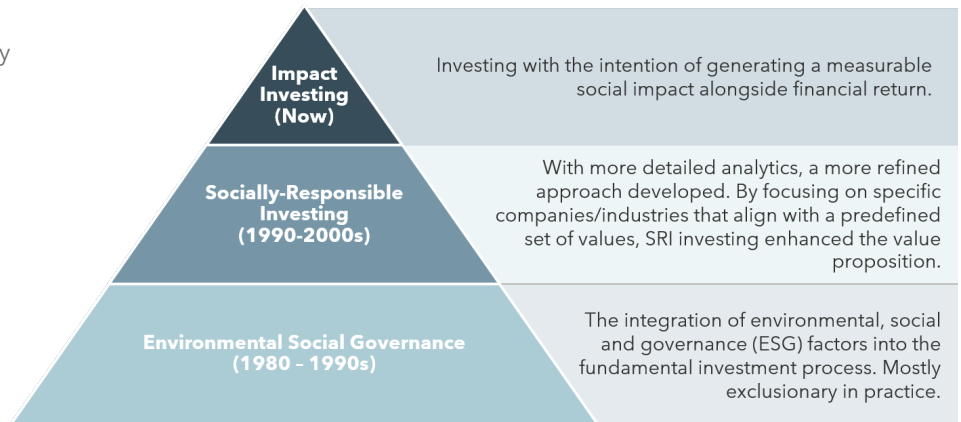 y
Impact
Investing
(Now)
Investing with the intention of generating a measurable
social impact alongside financial return.
Socially-Responsible
Investing
(1990-2000s)
With more detailed analytics, a more refined
approach developed. By focusing on specific
companies/industries that align with a predefined
set of values, SRI investing enhanced the value
proposition.
Environmental Social Governance
(1980 – 1990s)
The integration of environmental, social
and governance (ESG) factors into the
fundamental investment process. Mostly
exclusionary in practice.